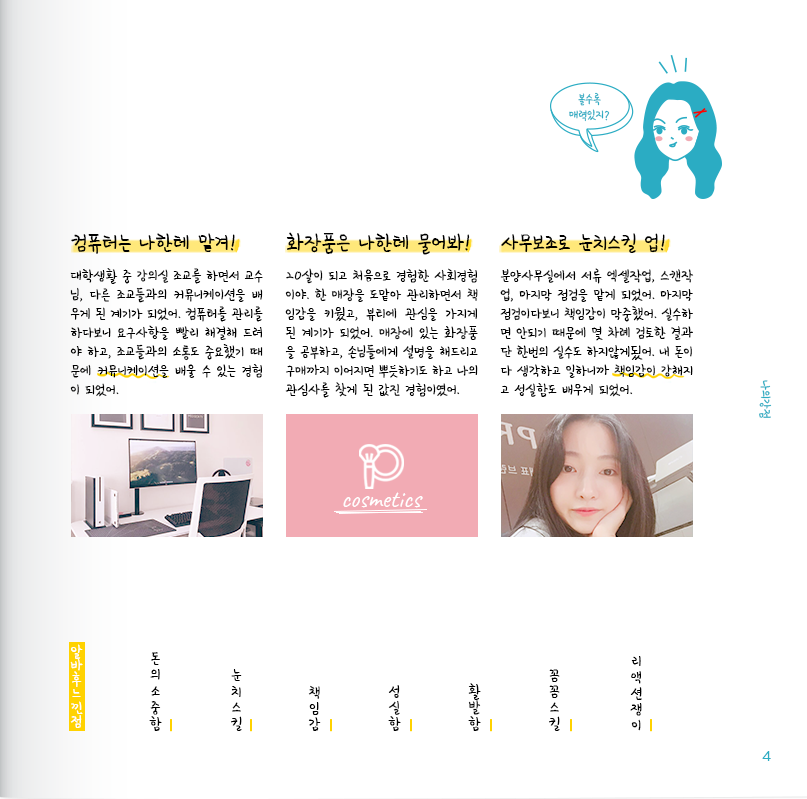 볼수록
매력있지?
컴퓨터는 나한테 맡겨!
대학생활 중 강의실 조교를 하면서 교수
님, 다른 조교들과의 커뮤니케이션을 배
우게 된 계기가 되었어. 컴퓨터를 관리를
하다보니 요구사항을 빨리 해결해 드려
야 하고, 조교들과의 소통도 중요했기 때
문에 커뮤니케이션을 배울 수 있는 경험
이 되었어.
화장품은 나한테 물어봐!
20살이 되고 처음으로 경험한 사회경험
이야. 한 매장을 도맡아 관리하면서 책
임감을 키웠고, 뷰티에 관심을 가지게
된 계기가 되었어. 매장에 있는 화장품
을 공부하고, 손님들에게 설명을 해드리고
구매까지 이어지면 뿌듯하기도 하고 나의
관심사를 찾게 된 값진 경험이였어.
사무보조로 눈치스킬 업!
분양사무실에서 서류 엑셀작업, 스캔작
업, 마지막 점검을 맡게 되었어. 마지막
점검이다보니 책임감이 막중했어. 실수하
면 안되기 때문에 몇 차례 검토한 결과
단 한번의 실수도 하지않게됬어. 내 돈이
다 생각하고 일하니까 책임감이 강해지
고 성실함도 배우게 되었어.
나의강점
p
cosmetics
알바후느낀점
돈의소중함
눈치스킬
책임감
성실함
활발함
꼼꼼스킬
리액션쟁이
4